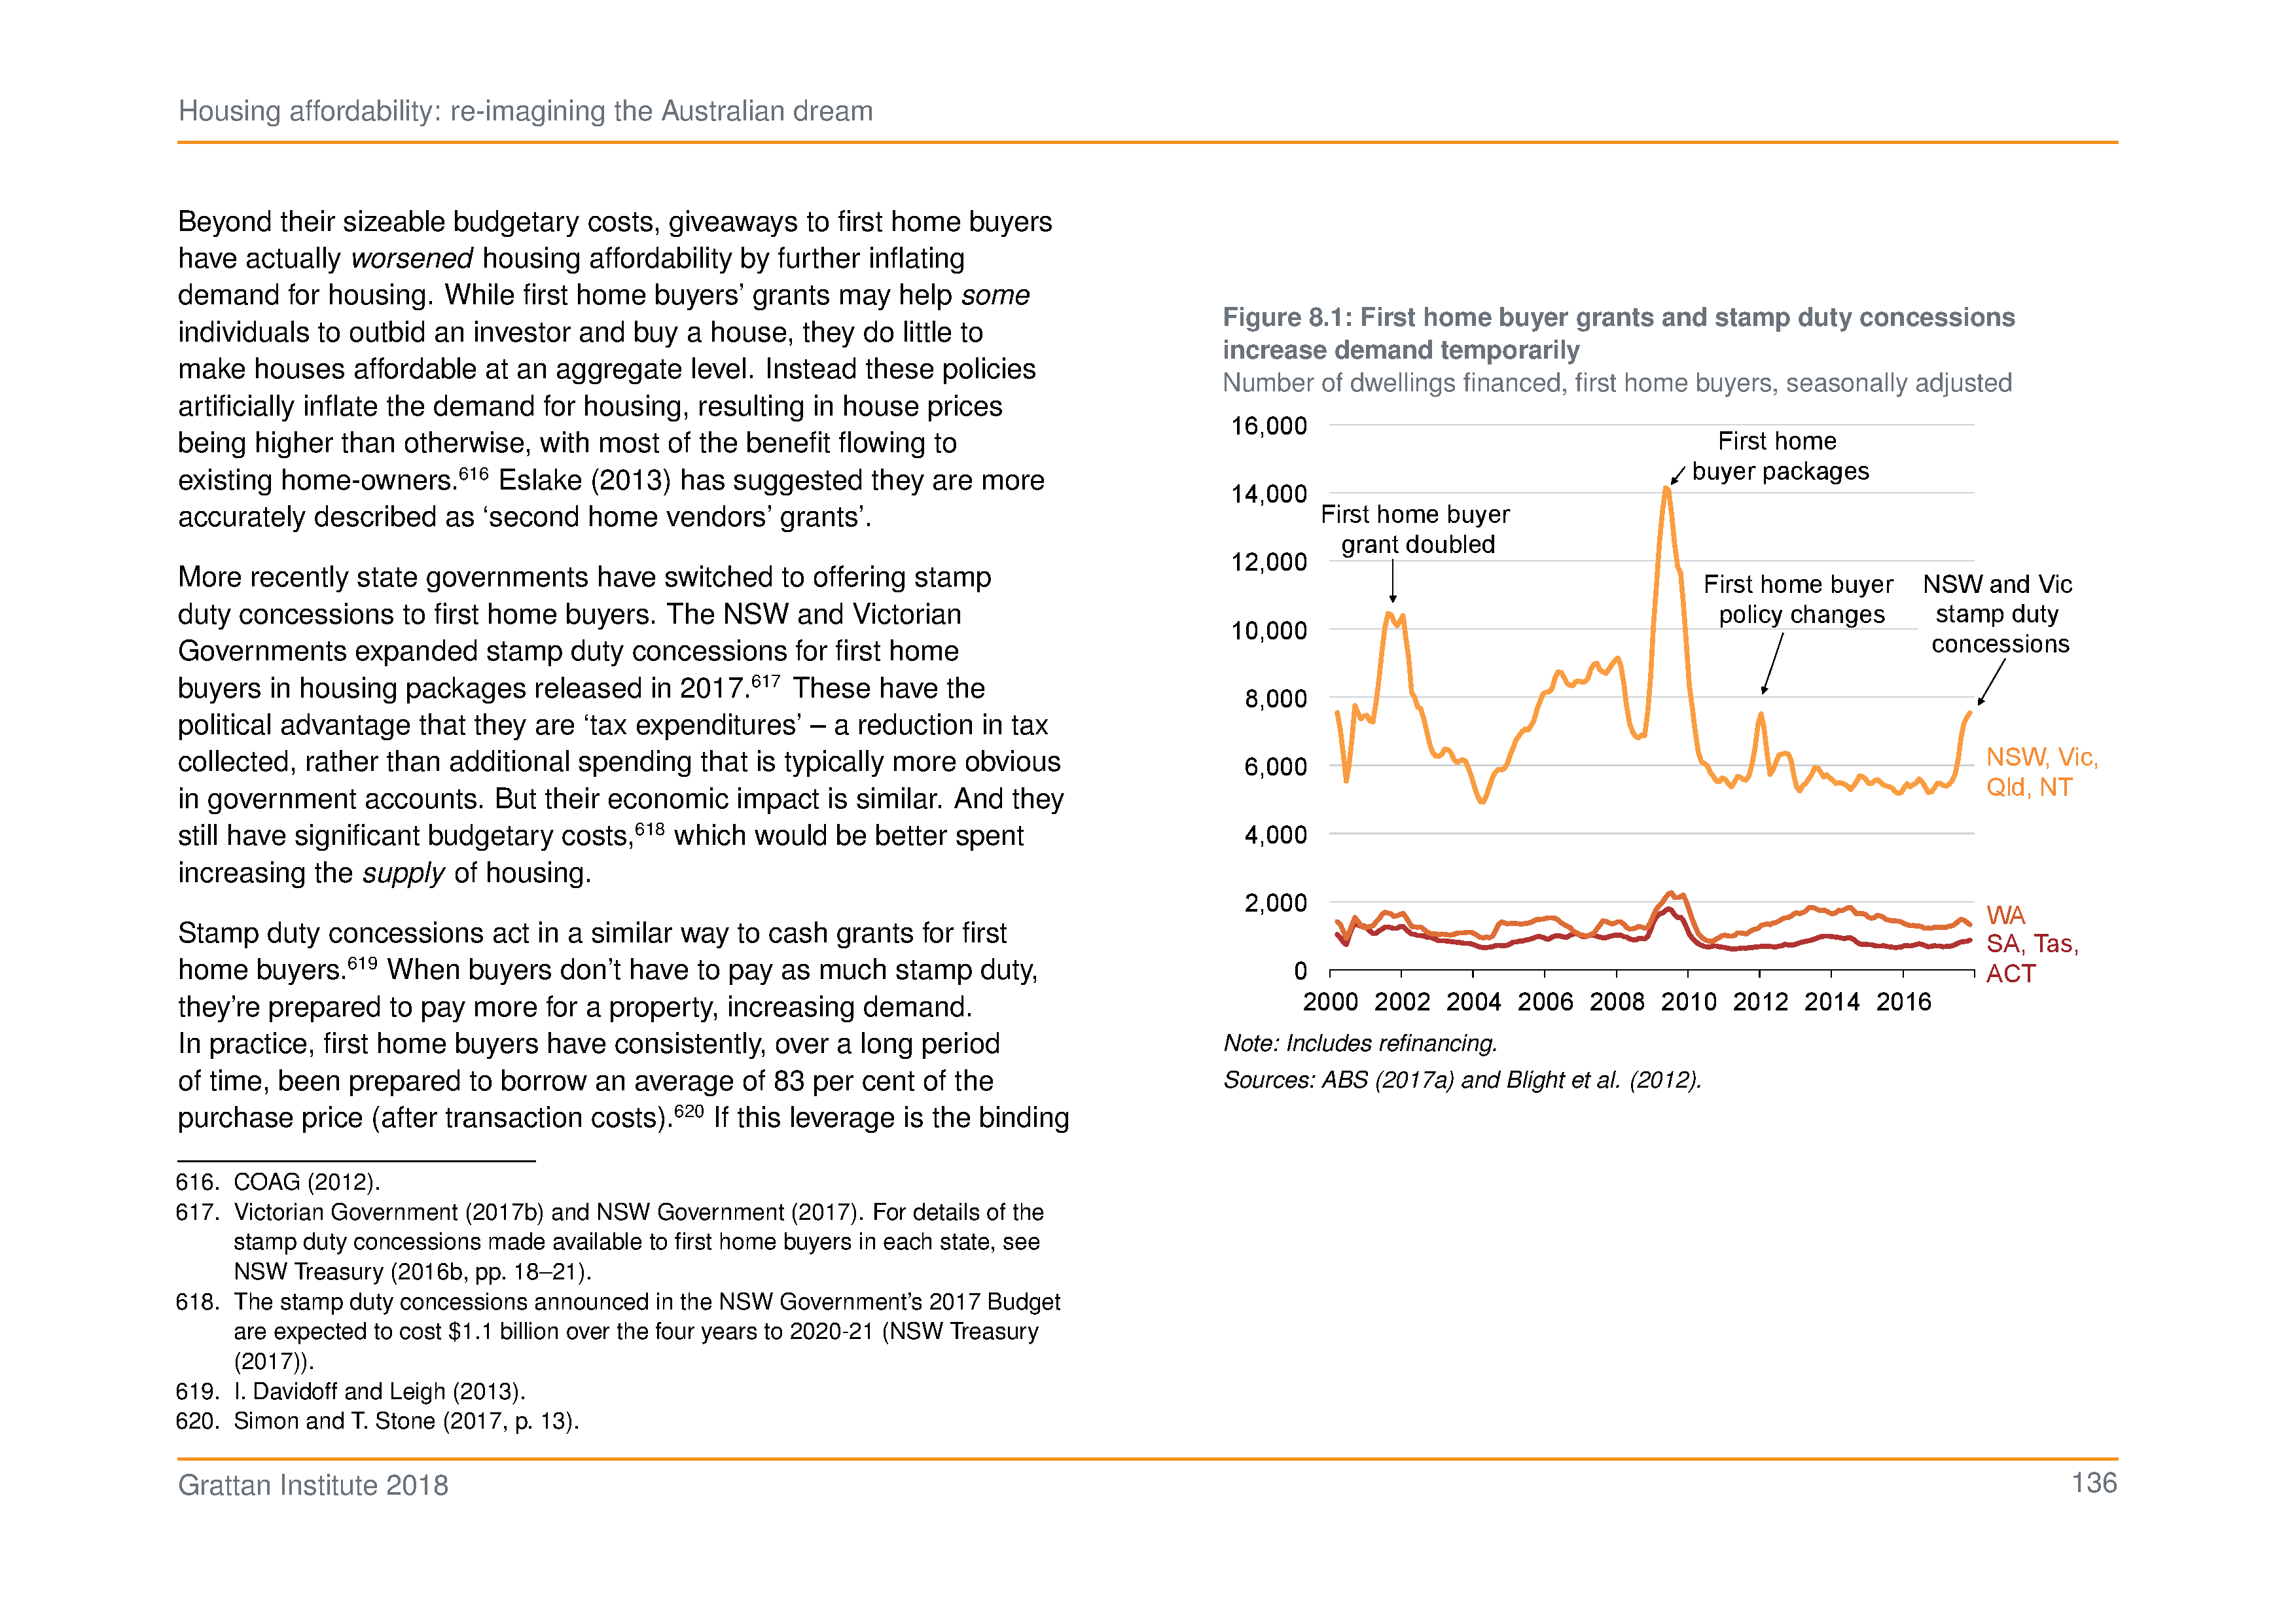 Housing affordability: re-imagining the Australian dream
Beyond their sizeable budgetary costs, giveaways to first home buyers
have actually worsened housing affordability by further inflating
demand for housing. While first home buyers’ grants may help some
individuals to outbid an investor and buy a house, they do little to
make houses affordable at an aggregate level. Instead these policies
artificially inflate the demand for housing, resulting in house prices
being higher than otherwise, with most of the benefit flowing to
existing home-owners.616 Eslake (2013) has suggested they are more
accurately described as ‘second home vendors’ grants’.
More recently state governments have switched to offering stamp
duty concessions to first home buyers. The NSW and Victorian
Governments expanded stamp duty concessions for first home
buyers in housing packages released in 2017.617 These have the
political advantage that they are ‘tax expenditures’ – a reduction in tax
collected, rather than additional spending that is typically more obvious
in government accounts. But their economic impact is similar. And they
still have significant budgetary costs,618 which would be better spent
increasing the supply of housing.
Stamp duty concessions act in a similar way to cash grants for first
home buyers.619 When buyers don’t have to pay as much stamp duty,
they’re prepared to pay more for a property, increasing demand.
In practice, first home buyers have consistently, over a long period
of time, been prepared to borrow an average of 83 per cent of the
purchase price (after transaction costs).620 If this leverage is the binding
616. COAG (2012).
617. Victorian Government (2017b) and NSW Government (2017). For details of the
stamp duty concessions made available to first home buyers in each state, see
NSW Treasury (2016b, pp. 18–21).
618. The stamp duty concessions announced in the NSW Government’s 2017 Budget
are expected to cost $1.1 billion over the four years to 2020-21 (NSW Treasury
(2017)).
619. I. Davidoff and Leigh (2013).
620. Simon and T. Stone (2017, p. 13).
Figure 8.1: First home buyer grants and stamp duty concessions
increase demand temporarily
Number of dwellings financed, first home buyers, seasonally adjusted
16,000
14,000
12,000
10,000
8,000
6,000
4,000
2,000
0
First home buyer
grant doubled
First home
buyer packages
First home buyer
policy changes
NSW and Vic
stamp duty
concessions
NSW, Vic,
Qld, NT
WA
SA, Tas,
ACT
2000 2002 2004 2006 2008 2010 2012 2014 2016
Note: Includes refinancing.
Sources: ABS (2017a) and Blight et al. (2012).
Grattan Institute 2018
136